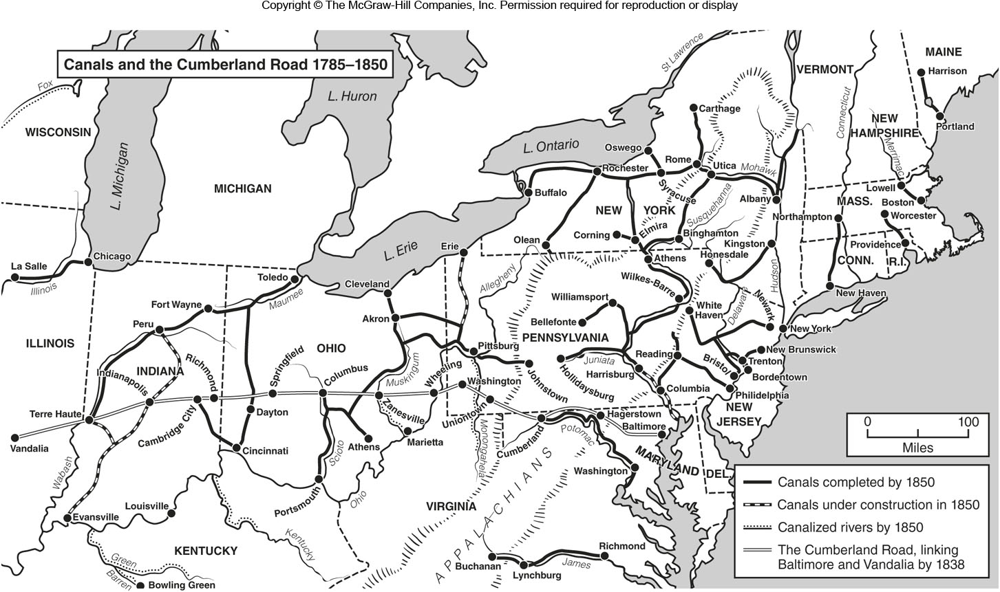 Copyright © The McGraw-Hill Companies, Inc. Permission required for reproduction or display
Canals and the Cumberland Road 1785–1850
Fox
WISCONSIN
L. Michigan
L. Huron
MICHIGAN
St Lawrence
VERMONT
MAINE
Harrison
Portland
Connecticut
NEW
HAMPSHIRE
Merrimac
Carthage
L. Ontario
Oswego
Rome
Utica
Mohawk
Rochester
Syracuse
Buffalo
Albany
Lowell
Boston
MASS.
Worcester
Northampton
NEW YORK
Susquehanna
Elmira
Corning
Binghamton
Olean
Kingston
Providence
Athens
Honesdale
CONN.
R.I.
Hudson
New Haven
Chicago
La Salle
Illinois
L. Erie
Erie
Toledo
Maumee
Cleveland
Allegheny
Wilkes-Barre
Williamsport
White
Haven
Delaware
Newark
Fort Wayne
Peru
Akron
Bellefonte
New York
ILLINOIS
OHIO
PENNSYLVANIA
Pittsburg
Reading
New Brunswick
Trenton
Bristol
Bordentown
INDIANA
Richmond
Indianapolis
Springfield
Columbus
Muskingum
Wheeling
Washington
Johnstown
Juniata
Hollidaysburg
Harrisburg
Columbia
Philadelphia
NEW
JERSEY
Terre Haute
Vandalia
Cambridge City
Dayton
Cincinnati
Zanesville
Marietta
Athens
Scioto
Uniontown
Monongahela
Cumberland
Potomac
Hagerstown
Baltimore
MARYLAND
DEL.
Washington
Wabash
Evansville
Louisville
Portsmouth
Ohio
VIRGINIA
APPALACHIANS
KENTUCKY
Kentucky
Green
Barren
Bowling Green
Buchanan
Lynchburg
James
Richmond
0 100
Miles
Canals completed by 1850
Canals under construction in 1850
Canalized rivers by 1850
The Cumberland Road, linking
Baltimore and Vandalia by 1838